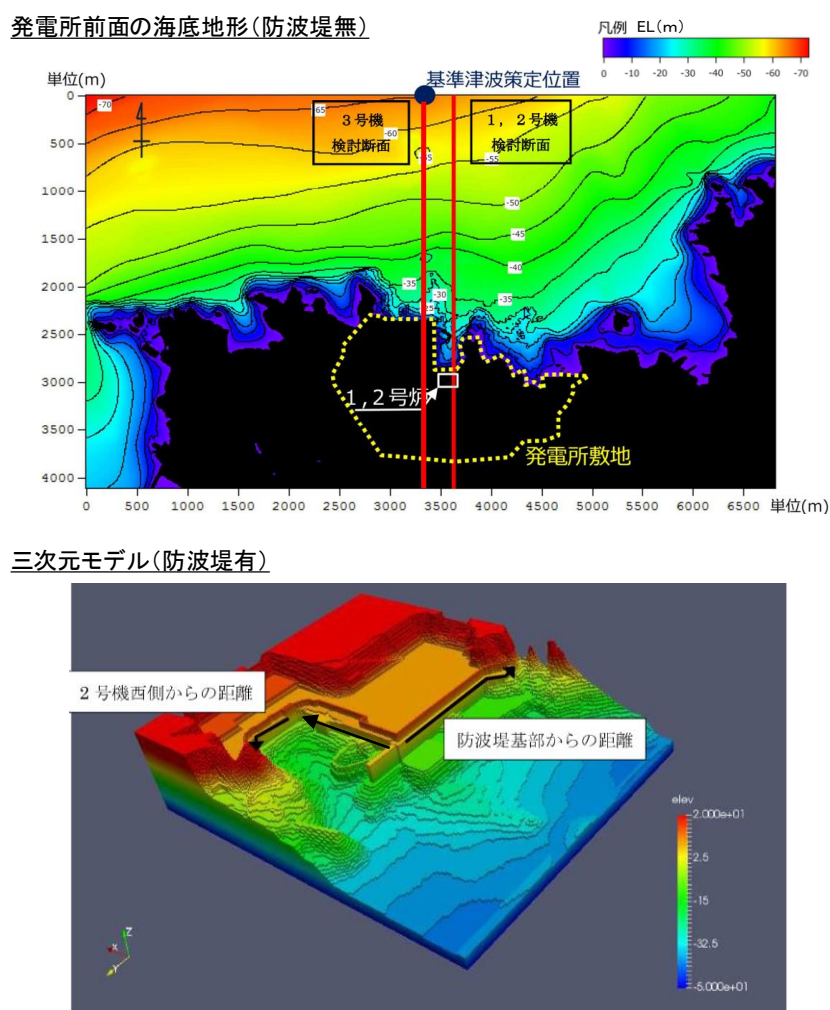 発電所前面の海底地形(防波堤無)
凡例 EL(m)
0 -10 -20 -30 -40 -50 -60 -70
単位(m)
基準津波策定位置
3号機
検討断面
1,2号機
検討断面
-70
-65
-60
-55
-50
-45
-40
-35
-35
-30
0
500
1000
1500
2000
2500
3000
3500
4000
1,2号炉
発電所敷地
0 500 1000 1500 2000 2500 3000 3500 4000 4500 5000 5500 6000 6500 単位(m)
三次元モデル(防波堤有)
2号機西側からの距離
防波堤基部からの距離
elev
2.000e+01
2.5
-15
-32.5
-5.000e+01
X
Y
Z